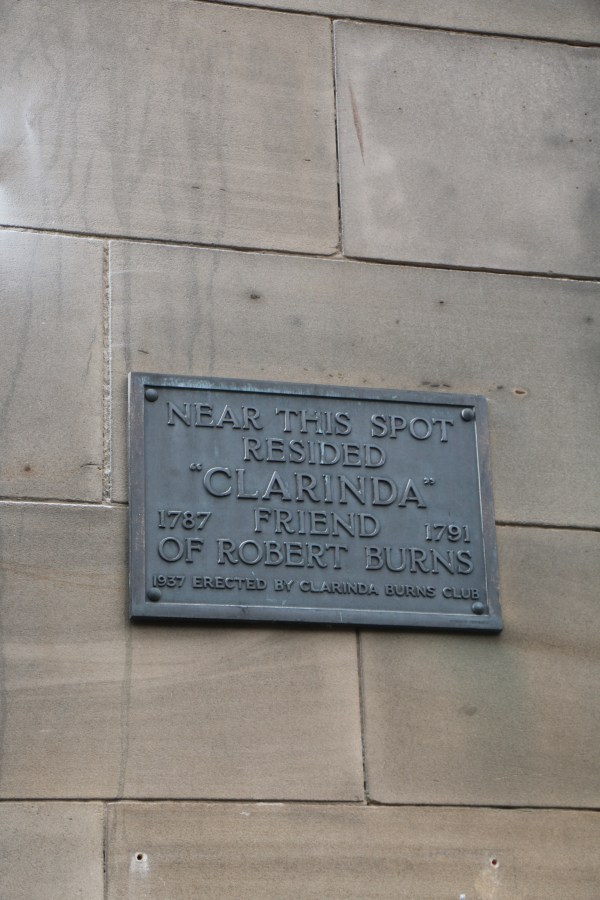 NEAR THIS SPOT
RESIDED
"CLARINDA"
1787 FRIEND 1791
OF ROBERT BURNS
1937 ERECTED BY CLARINDA BURNS CLUB